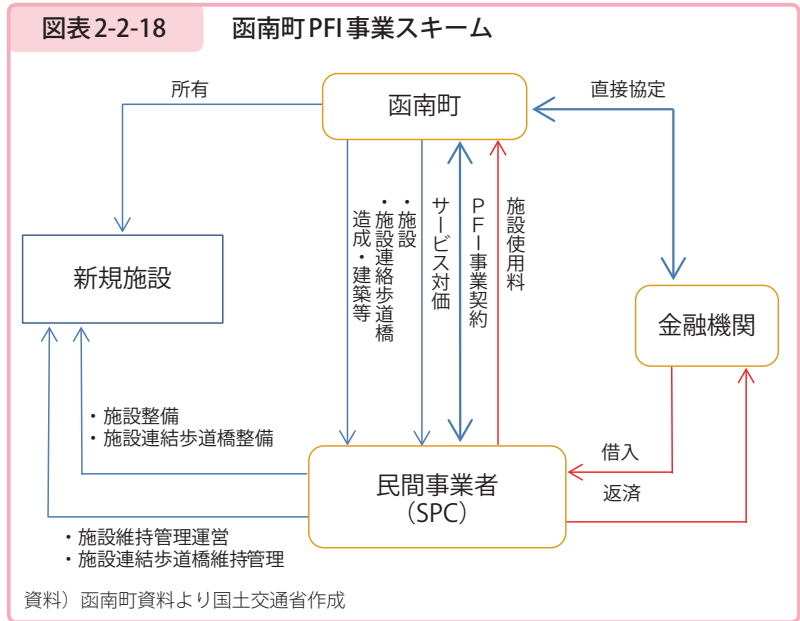 図表2-2-18 函南町PFI事業スキーム
所有
函南町
直接協定
・施設
・施設連絡歩道橋
造成・建築等
サービス対価
PFI事業契約
施設使用料
新規施設
金融機関
・施設整備
・施設連結歩道橋整備
民間事業者
(SPC)
借入
返済
・施設維持管理運営
・施設連結歩道橋維持管理
資料）函南町資料より国土交通省作成